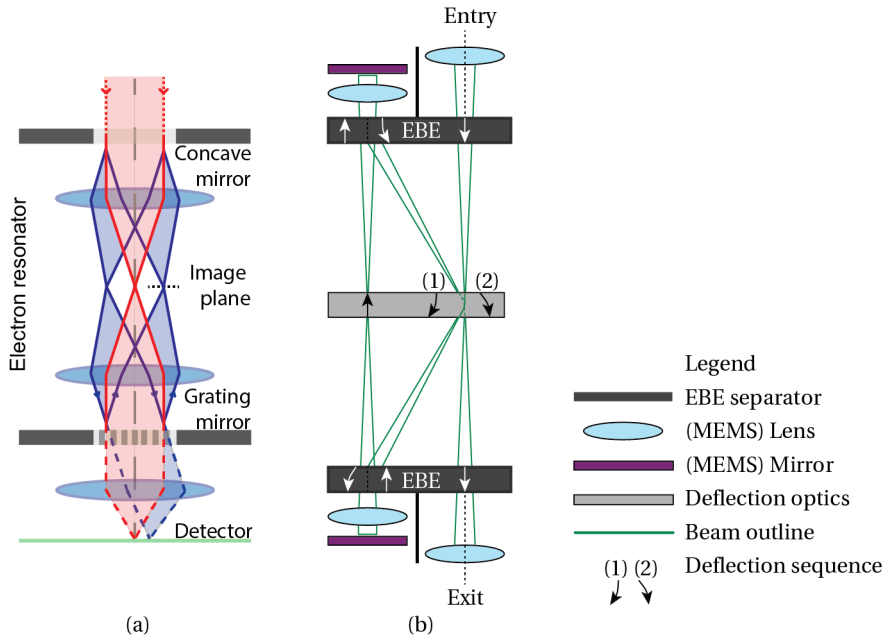 Electron resonator
Concave
mirror
Image
plane
Grating
mirror
Detector
(a)
Entry
EBE
(1)
(2)
EBE
Exit
(b)
Legend
EBE separator
(MEMS) Lens
(MEMS) Mirror
Deflection optics
Beam outline
Deflection sequence
(1) (2)